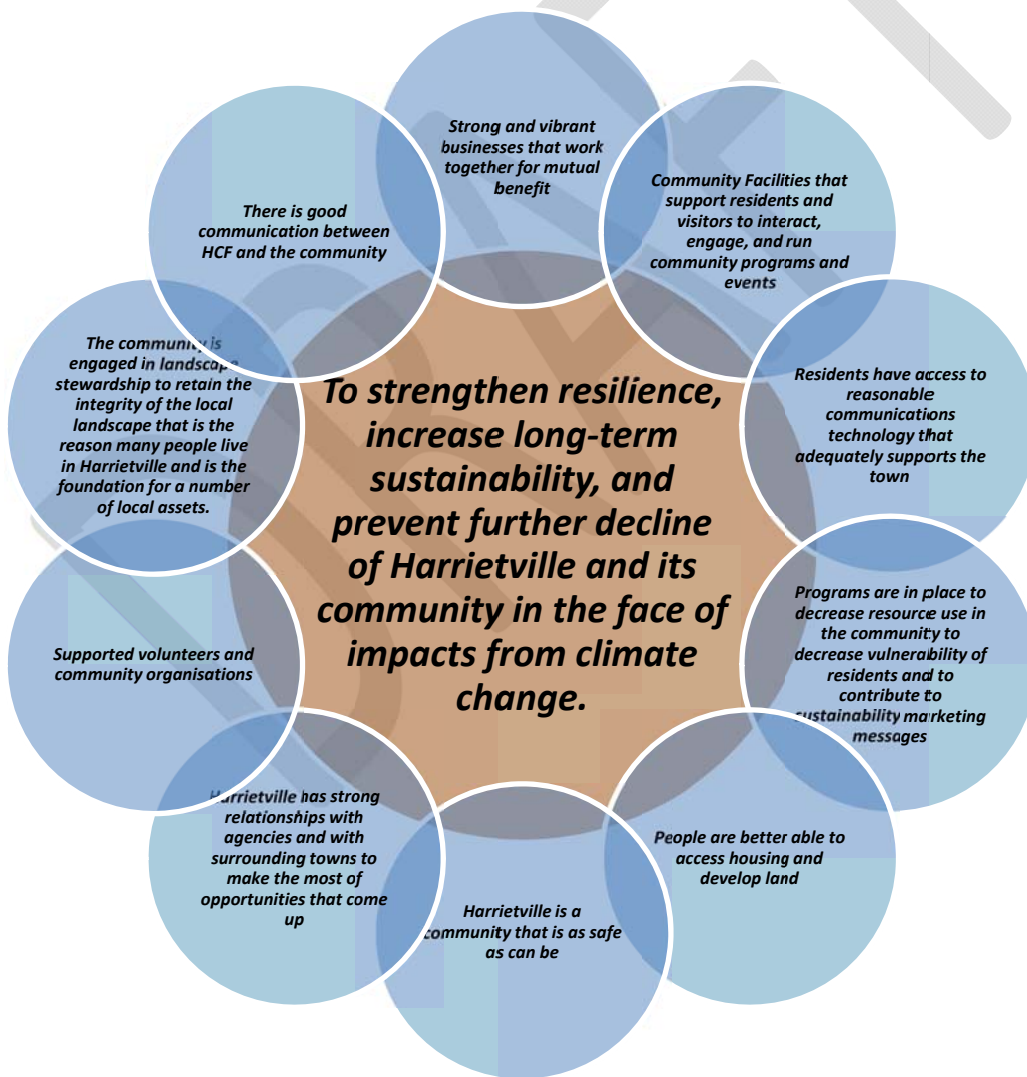 Strong and vibrant
businesses that work
together for mutual
benefit
Community Facilities that
support residents and
visitors to interact,
engage, and run
community programs and
events
Residents have access to
reasonable
communications
technology that
adequately supports the
town
Programs are in place to
decrease resource use in
the community to
decrease vulnerability of
residents and to
contribute to
sustainability marketing
messages
People are better able to
access housing and
develop land
Harrietville is a
community that is as safe
as can be
Harrietville has strong
relationships with
agencies and with
surrounding towns to
make the most of
opportunities that come
up
Supported volunteers and
community organisations
The community is
engaged in landscape
stewardship to retain the
integrity of the local
landscape that is the
reason many people live
in Harrietville and is the
foundation for a number
of local assets.
There is good
communication between
HCF and the community
To strengthen resilience,
increase long-term
sustainability, and
prevent further decline
of Harrietville and its
community in the face of
impacts from climate
change.
DRAFT